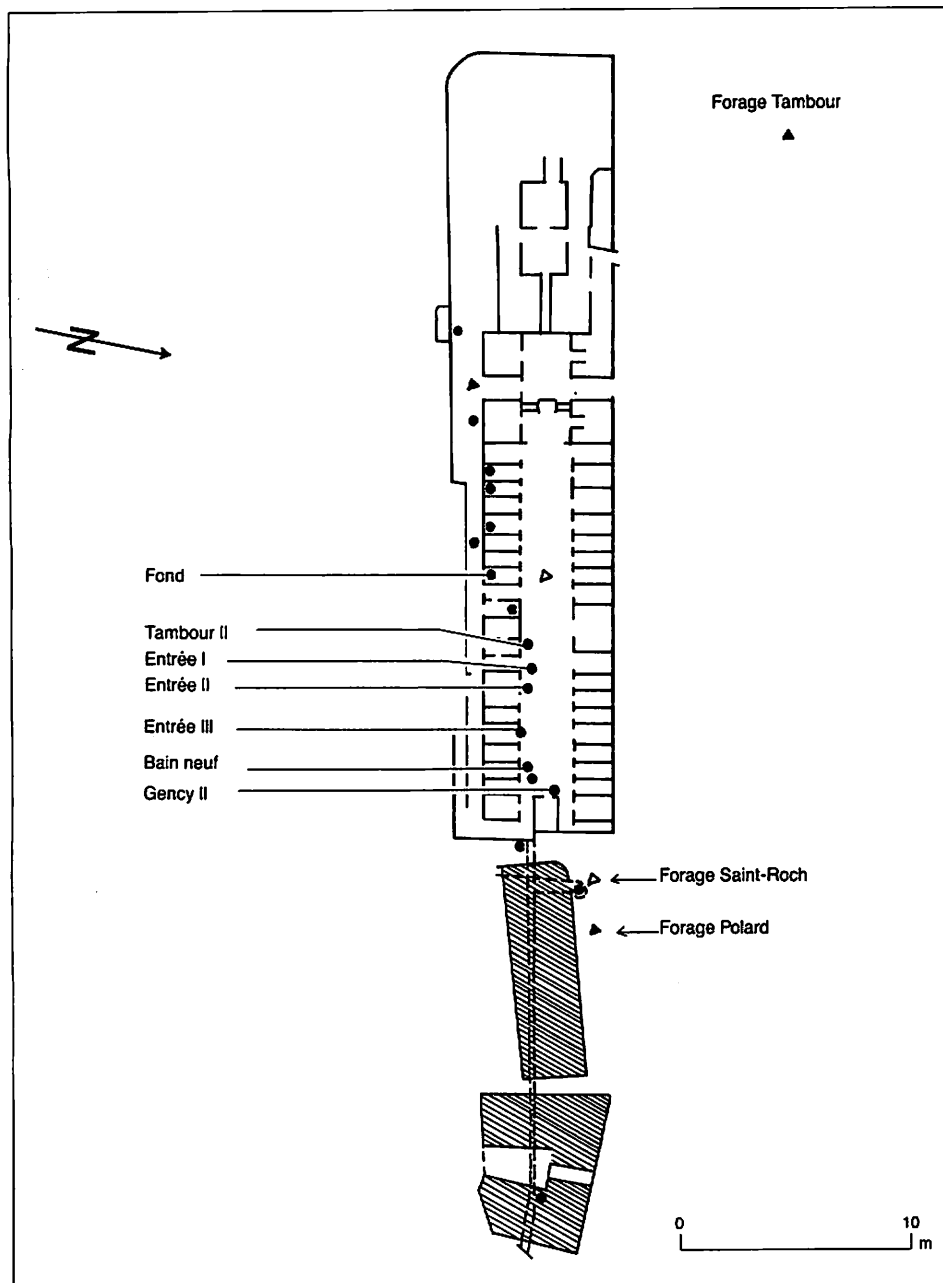 Forage Tambour
N
Fond
Tambour II
Entrée I
Entrée II
Entrée III
Bain neuf
Gency II
Forage Saint-Roch
Forage Polard
0 10
m